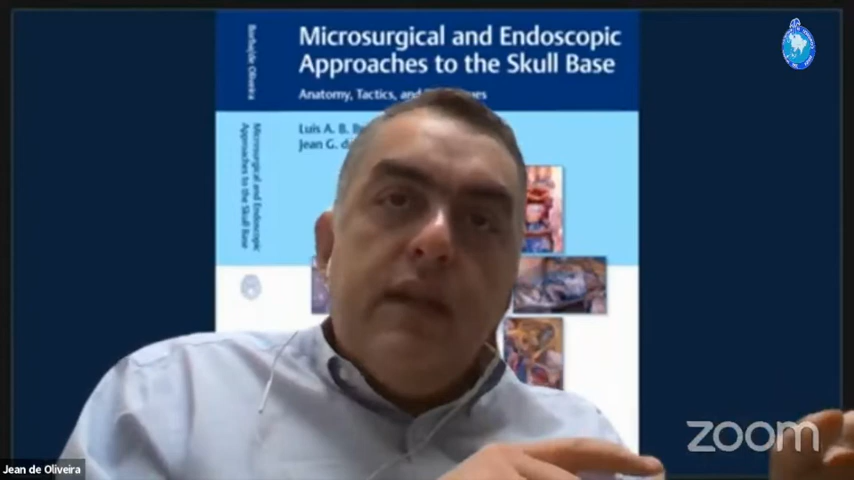 Microsurgical and Endoscopic
Approaches to the Skull Base
Anatomy, Tactics, and
Luis A. B.
Jean G.
Microsurgical and Endoscopic
Approaches to the Skull Base
zoom
Jean de Oliveira